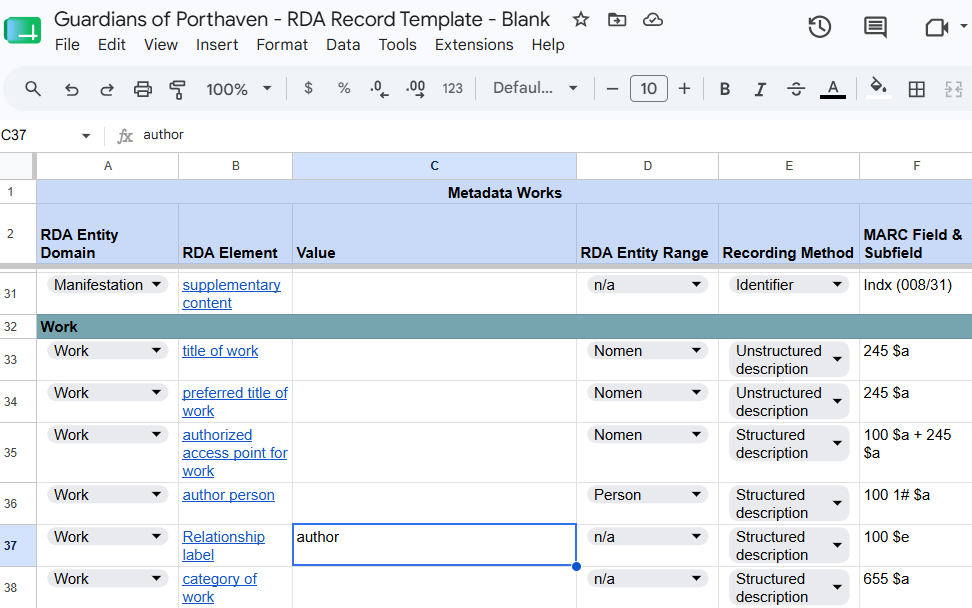 Guardians of Porthaven - RDA Record Template - Blank
File Edit View Insert Format Data Tools Extensions Help
100% $ % .0 .00 123 Defaul... − 10 + B I S A
C37 fx author
A B C D E F
1 Metadata Works
2 RDA Entity Domain RDA Element Value RDA Entity Range Recording Method MARC Field & Subfield
31 Manifestation supplementary content n/a Identifier Indx (008/31)
32 Work
33 Work title of work Nomen Unstructured description 245 $a
34 Work preferred title of work Nomen Unstructured description 245 $a
35 Work authorized access point for work Nomen Structured description 100 $a + 245 $a
36 Work author person Person Structured description 100 1# $a
37 Work Relationship label author n/a Structured description 100 $e
38 Work category of work n/a Structured description 655 $a